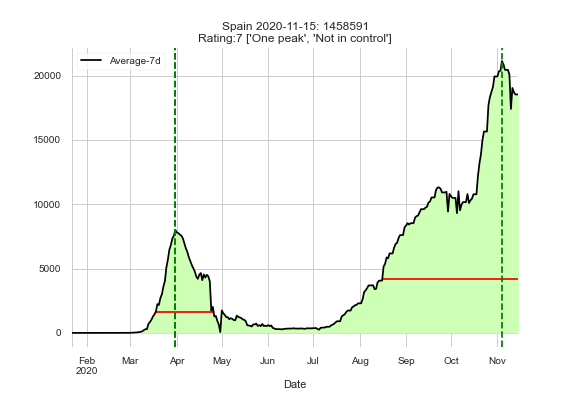 Spain 2020-11-15: 1458591
Rating:7 ['One peak', 'Not in control']
Average-7d
20000
15000
10000
5000
0
Feb Mar Apr May Jun Jul Aug Sep Oct Nov
2020
Date